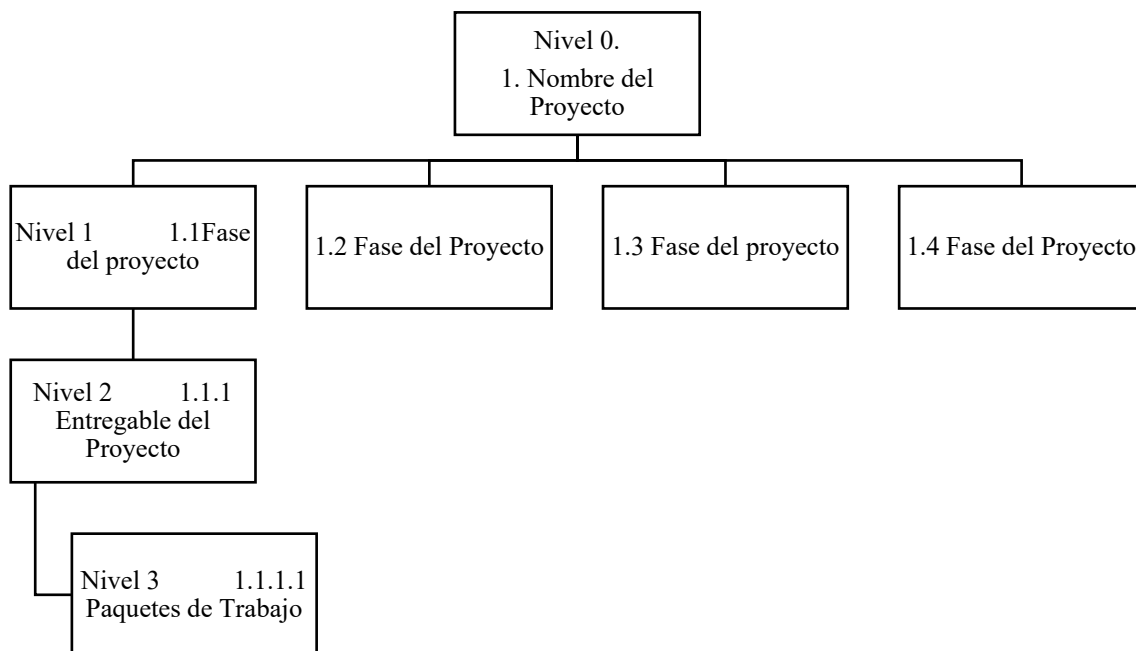 Nivel 0.
1. Nombre del
Proyecto
Nivel 1 1.1Fase
del proyecto
1.2 Fase del Proyecto
1.3 Fase del proyecto
1.4 Fase del Proyecto
Nivel 2 1.1.1
Entregable del
Proyecto
Nivel 3 1.1.1.1
Paquetes de Trabajo